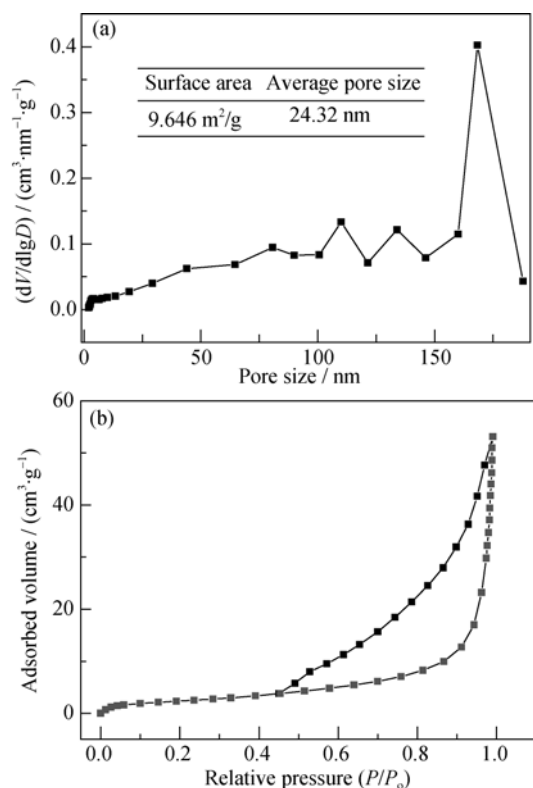 (a)
Surface area Average pore size
9.646 m²/g 24.32 nm
(dV/dlgD) / (cm³·nm⁻¹·g⁻¹)
0.4
0.3
0.2
0.1
0.0
0 50 100 150
Pore size / nm
(b)
Adsorbed volume / (cm³·g⁻¹)
60
40
20
0
0.0 0.2 0.4 0.6 0.8 1.0
Relative pressure (P/Pₒ)